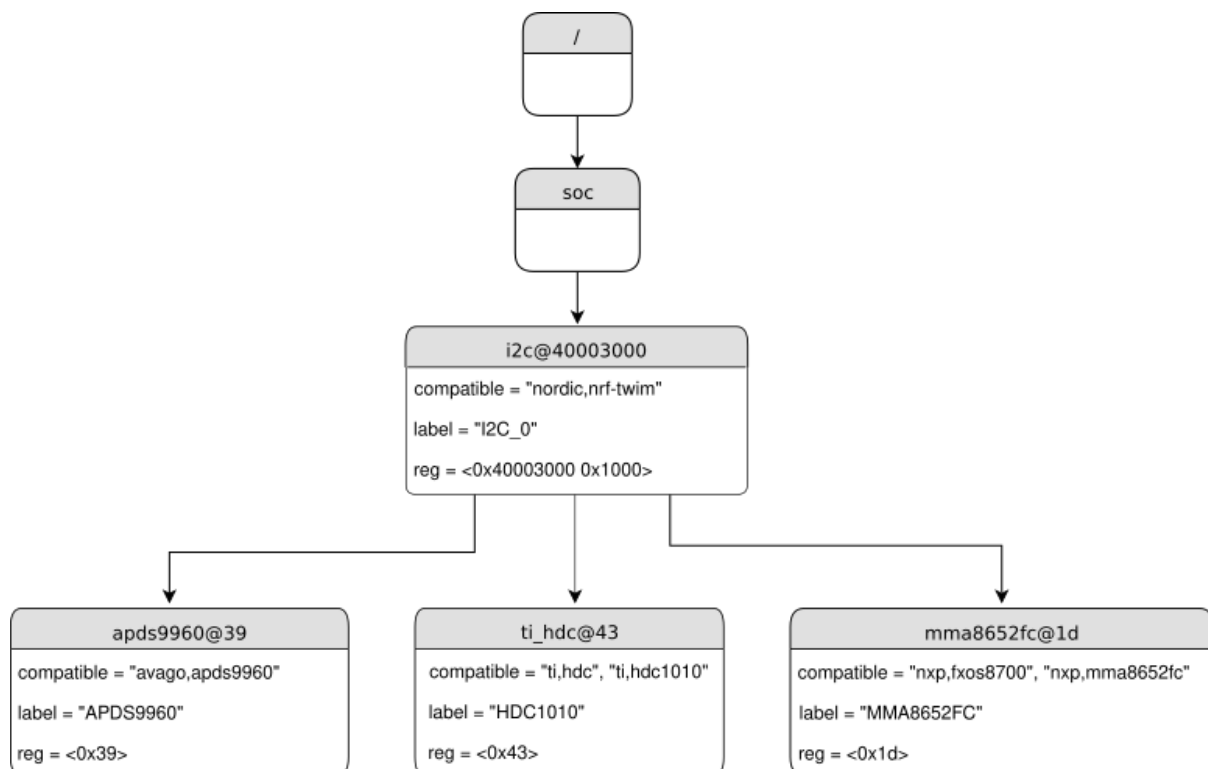 /
soc
i2c@40003000
compatible = "nordic,nrf-twim"
label = "I2C_0"
reg = <0x40003000 0x1000>
apds9960@39
compatible = "avago,apds9960"
label = "APDS9960"
reg = <0x39>
ti_hdc@43
compatible = "ti,hdc", "ti,hdc1010"
label = "HDC1010"
reg = <0x43>
mma8652fc@1d
compatible = "nxp,fxos8700", "nxp,mma8652fc"
label = "MMA8652FC"
reg = <0x1d>